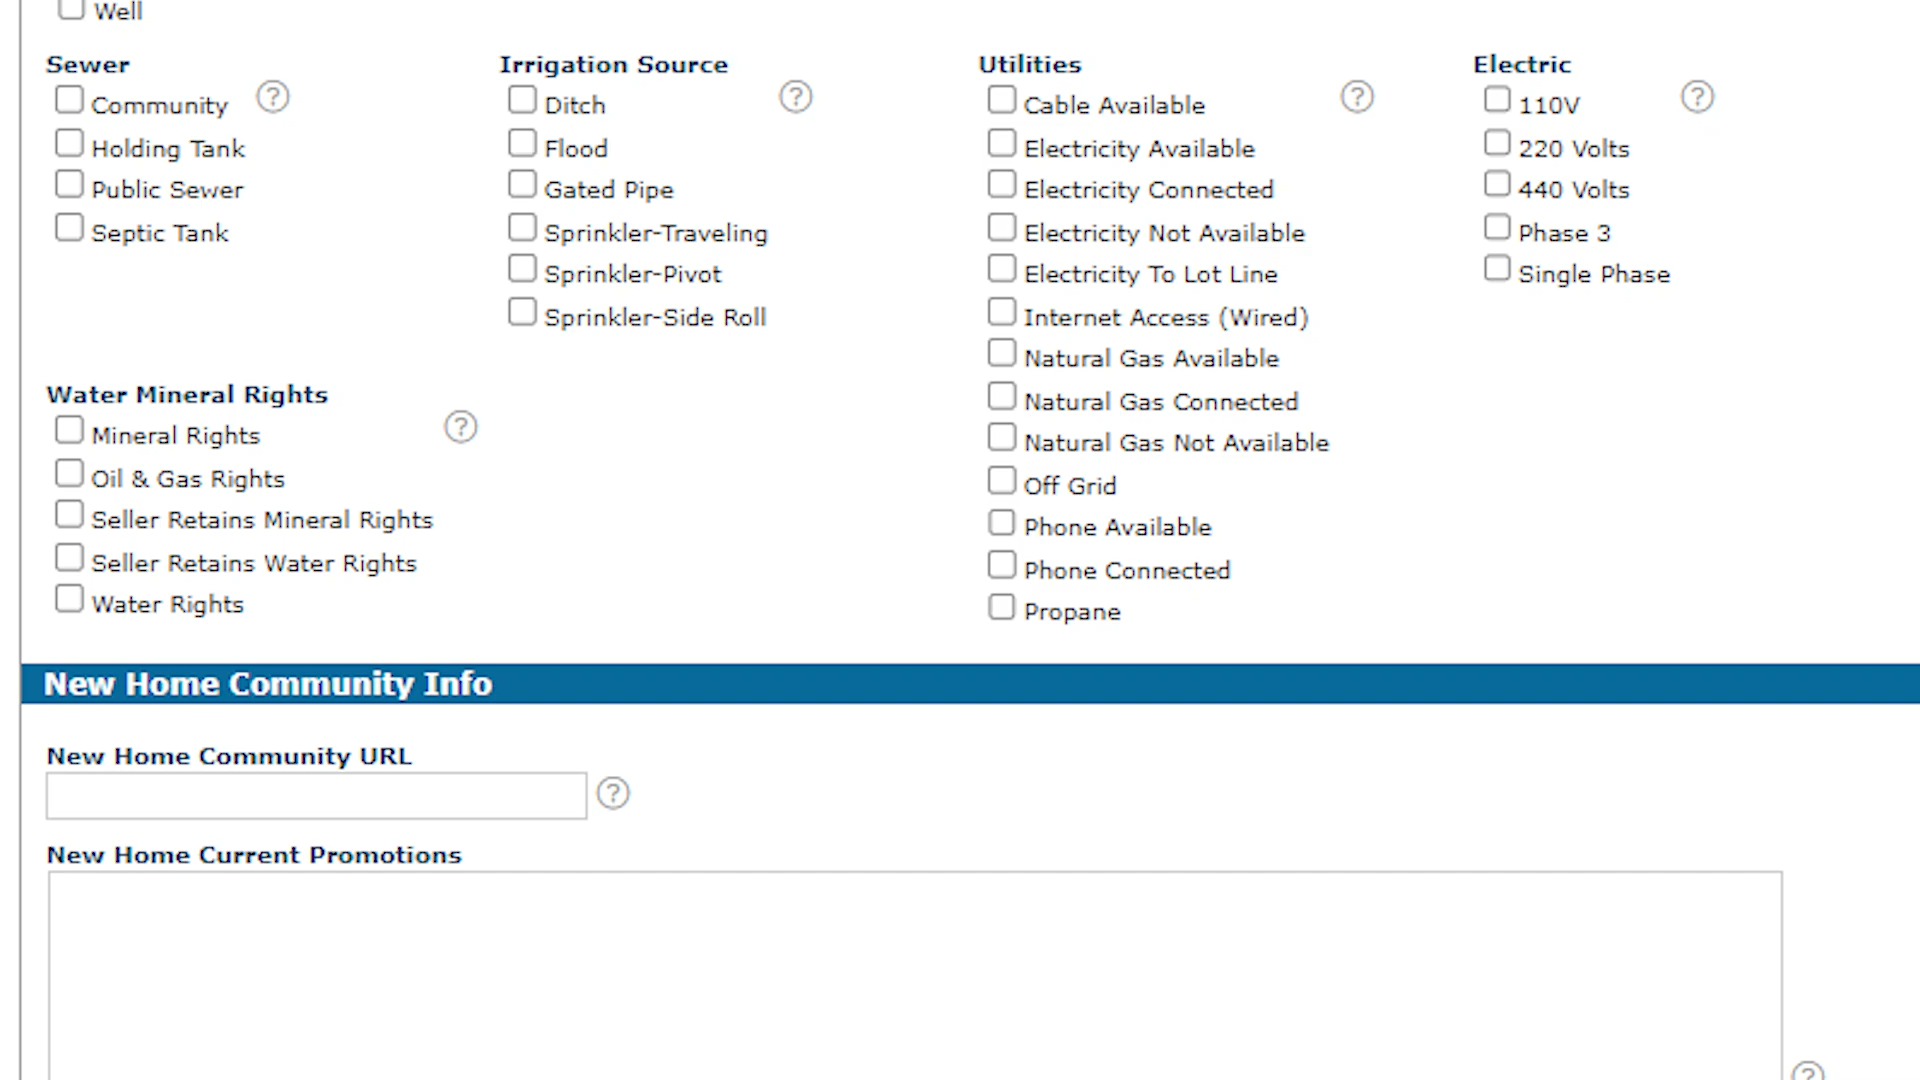 Well
Sewer
Community
Holding Tank
Public Sewer
Septic Tank
Irrigation Source
Ditch
Flood
Gated Pipe
Sprinkler-Traveling
Sprinkler-Pivot
Sprinkler-Side Roll
Utilities
Cable Available
Electricity Available
Electricity Connected
Electricity Not Available
Electricity To Lot Line
Internet Access (Wired)
Natural Gas Available
Natural Gas Connected
Natural Gas Not Available
Off Grid
Phone Available
Phone Connected
Propane
Electric
110V
220 Volts
440 Volts
Phase 3
Single Phase
Water Mineral Rights
Mineral Rights
Oil & Gas Rights
Seller Retains Mineral Rights
Seller Retains Water Rights
Water Rights
New Home Community Info
New Home Community URL
New Home Current Promotions